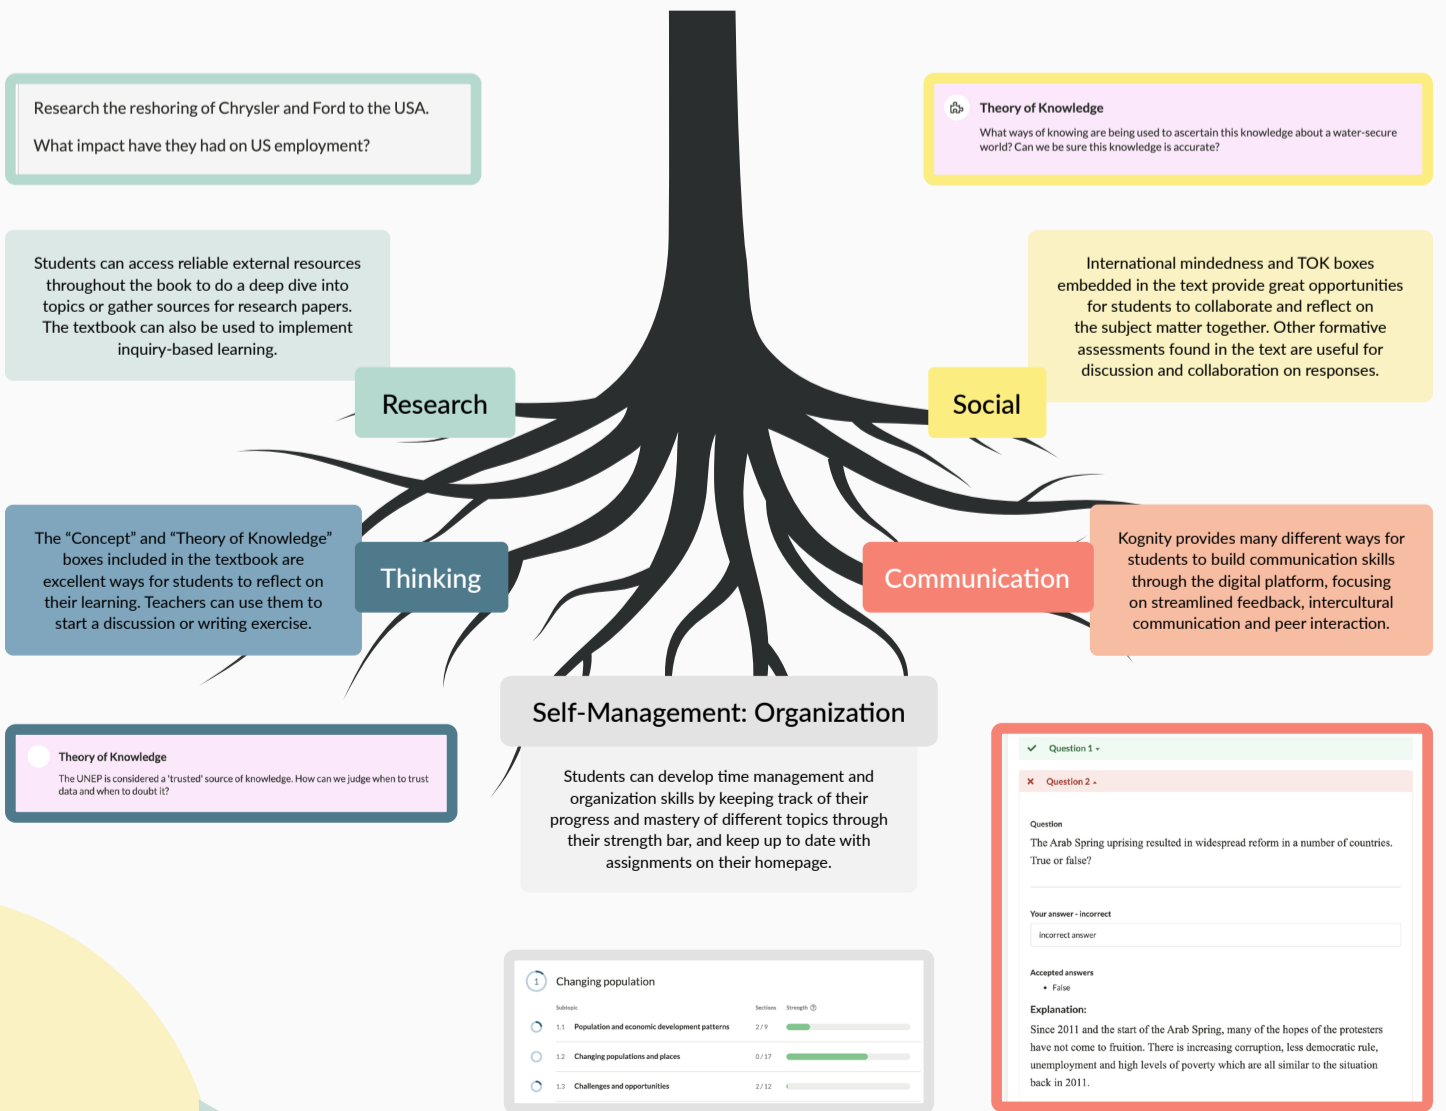 Research the reshoring of Chrysler and Ford to the USA.
What impact have they had on US employment?
Theory of Knowledge
What ways of knowing are being used to ascertain this knowledge about a water-secure
world? Can we be sure this knowledge is accurate?
Students can access reliable external resources
throughout the book to do a deep dive into
topics or gather sources for research papers.
The textbook can also be used to implement
inquiry-based learning.
Research
International mindedness and TOK boxes
embedded in the text provide great opportunities
for students to collaborate and reflect on
the subject matter together. Other formative
assessments found in the text are useful for
discussion and collaboration on responses.
Social
The “Concept” and “Theory of Knowledge”
boxes included in the textbook are
excellent ways for students to reflect on
their learning. Teachers can use them to
start a discussion or writing exercise.
Thinking
Communication
Kognity provides many different ways for
students to build communication skills
through the digital platform, focusing
on streamlined feedback, intercultural
communication and peer interaction.
Theory of Knowledge
The UNEP is considered a 'trusted' source of knowledge. How can we judge when to trust
data and when to doubt it?
Self-Management: Organization
Students can develop time management and
organization skills by keeping track of their
progress and mastery of different topics through
their strength bar, and keep up to date with
assignments on their homepage.
1 Changing population
Subtopic Sections Strength ?
1.1 Population and economic development patterns 2/9
1.2 Changing populations and places 0/17
1.3 Challenges and opportunities 2/12
Question 1
Question 2
Question
The Arab Spring uprising resulted in widespread reform in a number of countries.
True or false?
Your answer - incorrect
incorrect answer
Accepted answers
• False
Explanation:
Since 2011 and the start of the Arab Spring, many of the hopes of the protesters
have not come to fruition. There is increasing corruption, less democratic rule,
unemployment and high levels of poverty which are all similar to the situation
back in 2011.